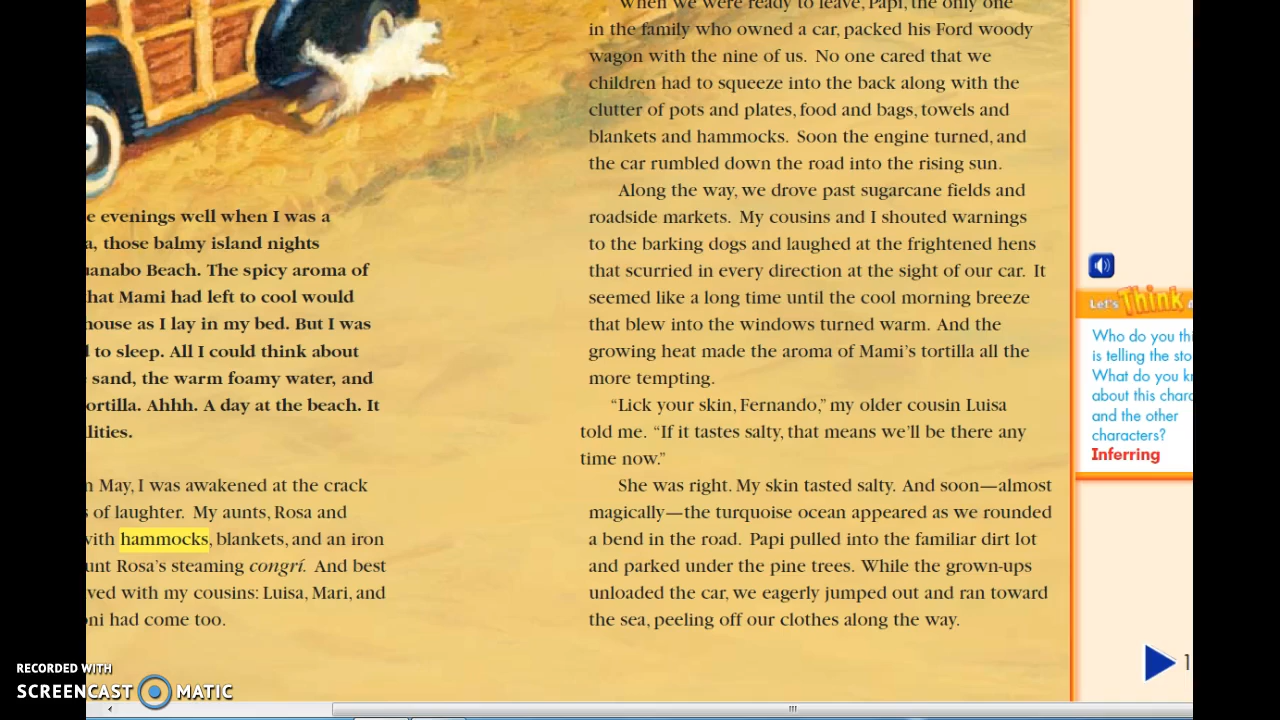 e evenings well when I was a
a, those balmy island nights
uanabo Beach. The spicy aroma of
hat Mami had left to cool would
house as I lay in my bed. But I was
to sleep. All I could think about
sand, the warm foamy water, and
ortilla. Ahhh. A day at the beach. It
lities.
n May, I was awakened at the crack
s of laughter. My aunts, Rosa and
with hammocks, blankets, and an iron
unt Rosa's steaming congrí. And best
ved with my cousins: Luisa, Mari, and
oni had come too.
When we were ready to leave, Papi, the only one
in the family who owned a car, packed his Ford woody
wagon with the nine of us. No one cared that we
children had to squeeze into the back along with the
clutter of pots and plates, food and bags, towels and
blankets and hammocks. Soon the engine turned, and
the car rumbled down the road into the rising sun.
Along the way, we drove past sugarcane fields and
roadside markets. My cousins and I shouted warnings
to the barking dogs and laughed at the frightened hens
that scurried in every direction at the sight of our car. It
seemed like a long time until the cool morning breeze
that blew into the windows turned warm. And the
growing heat made the aroma of Mami's tortilla all the
more tempting.
"Lick your skin, Fernando," my older cousin Luisa
told me. "If it tastes salty, that means we'll be there any
time now."
She was right. My skin tasted salty. And soon—almost
magically—the turquoise ocean appeared as we rounded
a bend in the road. Papi pulled into the familiar dirt lot
and parked under the pine trees. While the grown-ups
unloaded the car, we eagerly jumped out and ran toward
the sea, peeling off our clothes along the way.
Let's Think A
Who do you thi
is telling the sto
What do you kn
about this chara
and the other
characters?
Inferring
1
RECORDED WITH
SCREENCAST MATIC